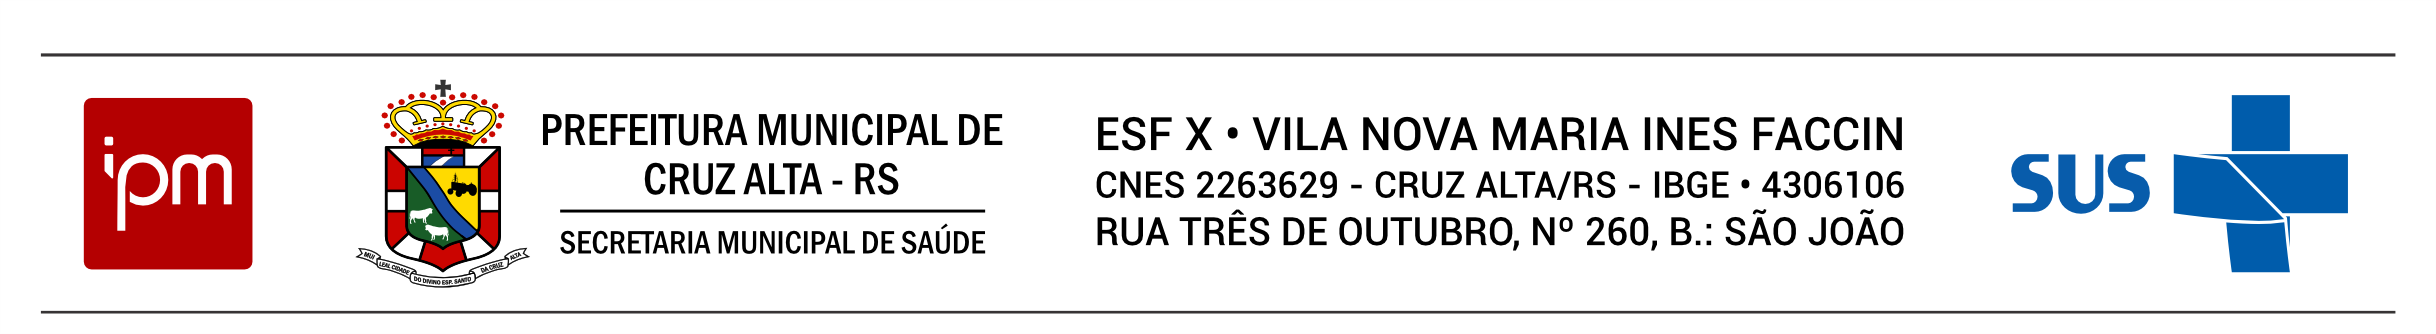 ipm
PREFEITURA MUNICIPAL DE
CRUZ ALTA - RS
SECRETARIA MUNICIPAL DE SAÚDE
MUI LEAL CIDADE DO DIVINO ESP. SANTO DA CRUZ ALTA
ESF X • VILA NOVA MARIA INES FACCIN
CNES 2263629 - CRUZ ALTA/RS - IBGE • 4306106
RUA TRÊS DE OUTUBRO, Nº 260, B.: SÃO JOÃO
SUS